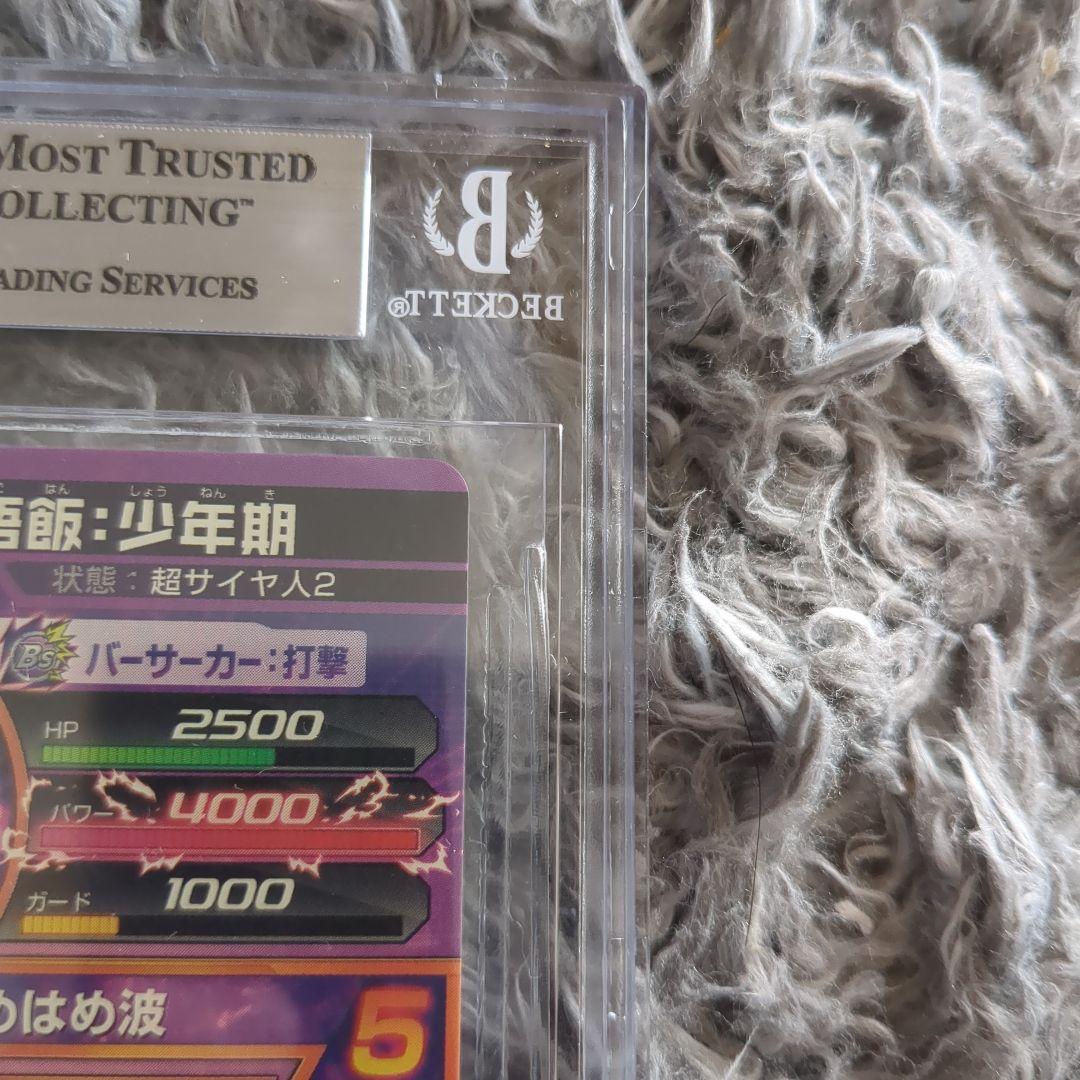 MOST TRUSTED
OLLECTING™
ADING SERVICES
B
BECKETT®
はん しょう ねん き
悟飯:少年期
状態:超サイヤ人2
Bs バーサーカー:打撃
HP 2500
パワー 4000
ガード 1000
めはめ波
5